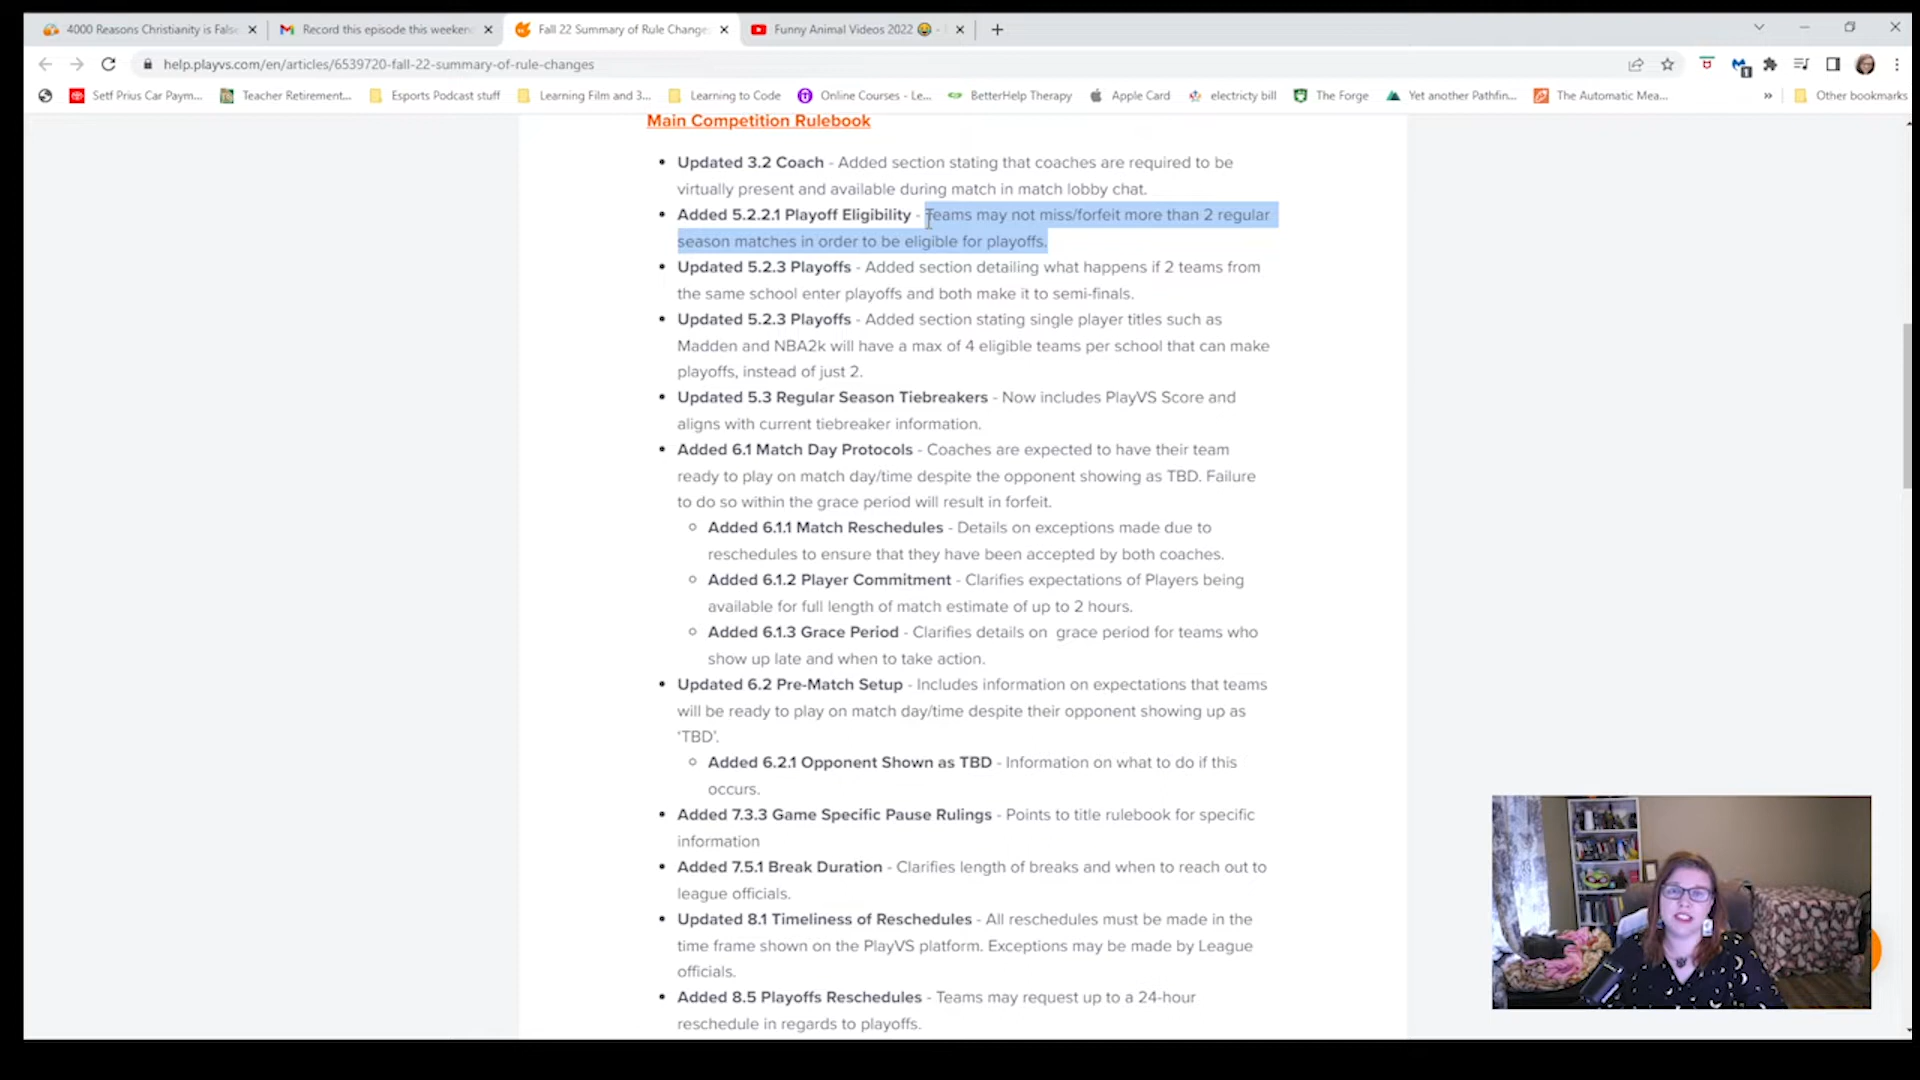 4000 Reasons Christianity is Fals
Record this episode this weeken
Fall 22 Summary of Rule Change
Funny Animal Videos 2022 😂 -
help.playvs.com/en/articles/6539720-fall-22-summary-of-rule-changes
Setf Prius Car Paym...
Teacher Retirement...
Esports Podcast stuff
Learning Film and 3...
Learning to Code
Online Courses - Le...
BetterHelp Therapy
Apple Card
electricty bill
The Forge
Yet another Pathfin...
The Automatic Mea...
»
Other bookmarks
Main Competition Rulebook
• Updated 3.2 Coach - Added section stating that coaches are required to be
virtually present and available during match in match lobby chat.
• Added 5.2.2.1 Playoff Eligibility - Teams may not miss/forfeit more than 2 regular
season matches in order to be eligible for playoffs.
• Updated 5.2.3 Playoffs - Added section detailing what happens if 2 teams from
the same school enter playoffs and both make it to semi-finals.
• Updated 5.2.3 Playoffs - Added section stating single player titles such as
Madden and NBA2k will have a max of 4 eligible teams per school that can make
playoffs, instead of just 2.
• Updated 5.3 Regular Season Tiebreakers - Now includes PlayVS Score and
aligns with current tiebreaker information.
• Added 6.1 Match Day Protocols - Coaches are expected to have their team
ready to play on match day/time despite the opponent showing as TBD. Failure
to do so within the grace period will result in forfeit.
○ Added 6.1.1 Match Reschedules - Details on exceptions made due to
reschedules to ensure that they have been accepted by both coaches.
○ Added 6.1.2 Player Commitment - Clarifies expectations of Players being
available for full length of match estimate of up to 2 hours.
○ Added 6.1.3 Grace Period - Clarifies details on grace period for teams who
show up late and when to take action.
• Updated 6.2 Pre-Match Setup - Includes information on expectations that teams
will be ready to play on match day/time despite their opponent showing up as
‘TBD’.
○ Added 6.2.1 Opponent Shown as TBD - Information on what to do if this
occurs.
• Added 7.3.3 Game Specific Pause Rulings - Points to title rulebook for specific
information
• Added 7.5.1 Break Duration - Clarifies length of breaks and when to reach out to
league officials.
• Updated 8.1 Timeliness of Reschedules - All reschedules must be made in the
time frame shown on the PlayVS platform. Exceptions may be made by League
officials.
• Added 8.5 Playoffs Reschedules - Teams may request up to a 24-hour
reschedule in regards to playoffs.